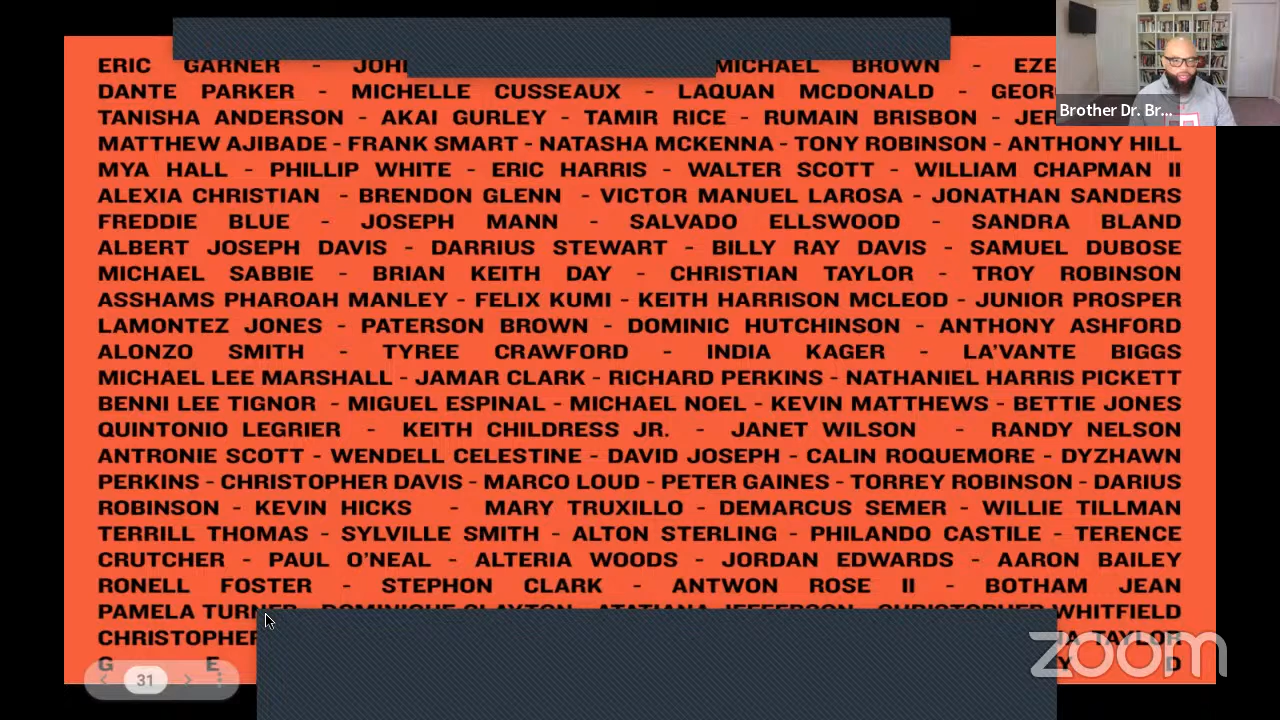 ERIC GARNER - MICHAEL BROWN -
DANTE PARKER - MICHELLE CUSSEAUX - LAQUAN MCDONALD -
TANISHA ANDERSON - AKAI GURLEY - TAMIR RICE - RUMAIN BRISBON -
MATTHEW AJIBADE - FRANK SMART - NATASHA MCKENNA - TONY ROBINSON - ANTHONY HILL
MYA HALL - PHILLIP WHITE - ERIC HARRIS - WALTER SCOTT - WILLIAM CHAPMAN II
ALEXIA CHRISTIAN - BRENDON GLENN - VICTOR MANUEL LAROSA - JONATHAN SANDERS
FREDDIE BLUE - JOSEPH MANN - SALVADO ELLSWOOD - SANDRA BLAND
ALBERT JOSEPH DAVIS - DARRIUS STEWART - BILLY RAY DAVIS - SAMUEL DUBOSE
MICHAEL SABBIE - BRIAN KEITH DAY - CHRISTIAN TAYLOR - TROY ROBINSON
ASSHAMS PHAROAH MANLEY - FELIX KUMI - KEITH HARRISON MCLEOD - JUNIOR PROSPER
LAMONTEZ JONES - PATERSON BROWN - DOMINIC HUTCHINSON - ANTHONY ASHFORD
ALONZO SMITH - TYREE CRAWFORD - INDIA KAGER - LA'VANTE BIGGS
MICHAEL LEE MARSHALL - JAMAR CLARK - RICHARD PERKINS - NATHANIEL HARRIS PICKETT
BENNI LEE TIGNOR - MIGUEL ESPINAL - MICHAEL NOEL - KEVIN MATTHEWS - BETTIE JONES
QUINTONIO LEGRIER - KEITH CHILDRESS JR. - JANET WILSON - RANDY NELSON
ANTRONIE SCOTT - WENDELL CELESTINE - DAVID JOSEPH - CALIN ROQUEMORE - DYZHAWN
PERKINS - CHRISTOPHER DAVIS - MARCO LOUD - PETER GAINES - TORREY ROBINSON - DARIUS
ROBINSON - KEVIN HICKS - MARY TRUXILLO - DEMARCUS SEMER - WILLIE TILLMAN
TERRILL THOMAS - SYLVILLE SMITH - ALTON STERLING - PHILANDO CASTILE - TERENCE
CRUTCHER - PAUL O'NEAL - ALTERIA WOODS - JORDAN EDWARDS - AARON BAILEY
RONELL FOSTER - STEPHON CLARK - ANTWON ROSE II - BOTHAM JEAN
PAMELA TURNER WHITFIELD
CHRISTOPHER TAYLOR
G E Y D
31
Brother Dr. Br...
zoom